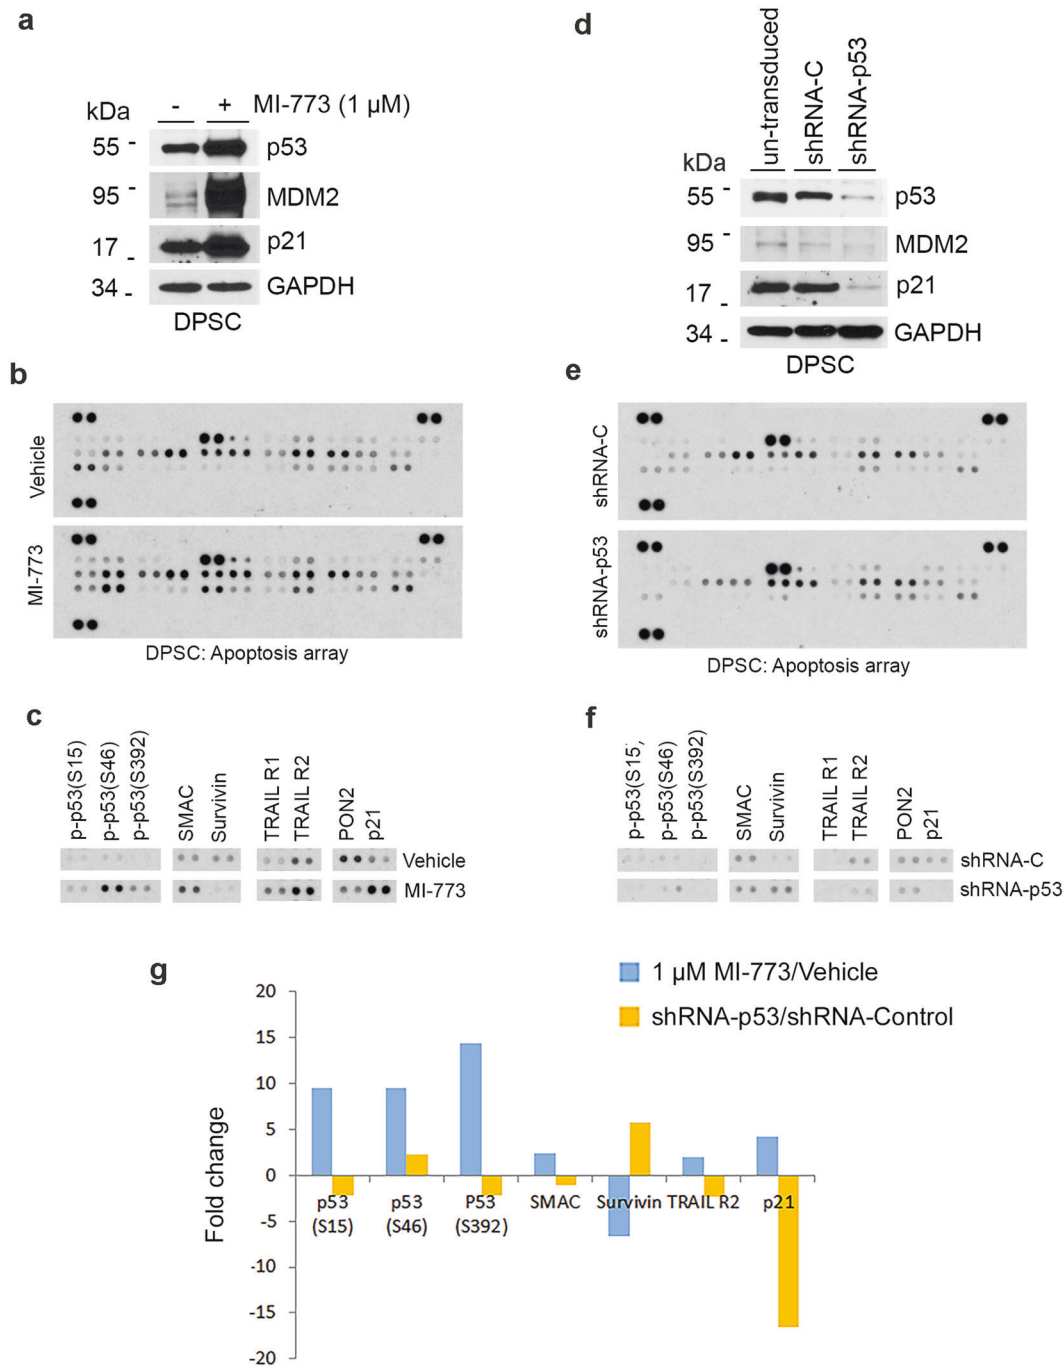 a
kDa - + MI-773 (1 µM)
55 - p53
95 - MDM2
17 - p21
34 - GAPDH
DPSC
d
un-transduced
shRNA-C
shRNA-p53
kDa
55 - p53
95 - MDM2
17 - p21
34 - GAPDH
DPSC
b
Vehicle
MI-773
DPSC: Apoptosis array
e
shRNA-C
shRNA-p53
DPSC: Apoptosis array
c
p-p53(S15)
p-p53(S46)
p-p53(S392)
SMAC
Survivin
TRAIL R1
TRAIL R2
PON2
p21
Vehicle
MI-773
f
p-p53(S15)
p-p53(S46)
p-p53(S392)
SMAC
Survivin
TRAIL R1
TRAIL R2
PON2
p21
shRNA-C
shRNA-p53
g
1 µM MI-773/Vehicle
shRNA-p53/shRNA-Control
Fold change
20
15
10
5
0
-5
-10
-15
-20
p53 (S15)
p53 (S46)
P53 (S392)
SMAC
Survivin
TRAIL R2
p21